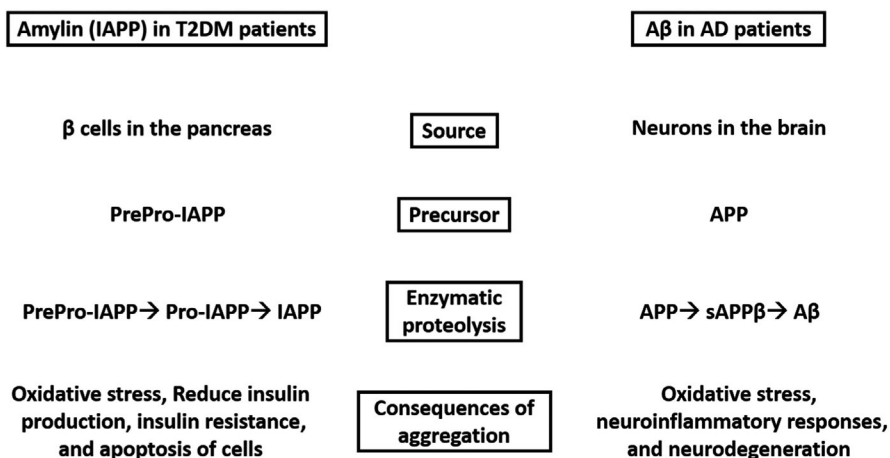 Amylin (IAPP) in T2DM patients
Aβ in AD patients
β cells in the pancreas
Source
Neurons in the brain
PrePro-IAPP
Precursor
APP
PrePro-IAPP→ Pro-IAPP→ IAPP
Enzymatic
proteolysis
APP→ sAPPβ→ Aβ
Oxidative stress, Reduce insulin
production, insulin resistance,
and apoptosis of cells
Consequences of
aggregation
Oxidative stress,
neuroinflammatory responses,
and neurodegeneration